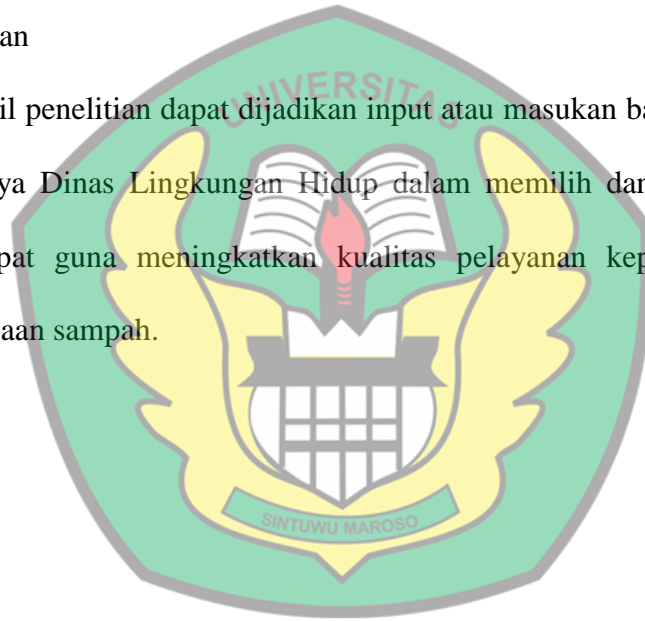 an
UNIVERSITAS
il penelitian dapat dijadikan input atau masukan ba
ya Dinas Lingkungan Hidup dalam memilih dan
pat guna meningkatkan kualitas pelayanan kep
aan sampah.
SINTUWU MAROSO